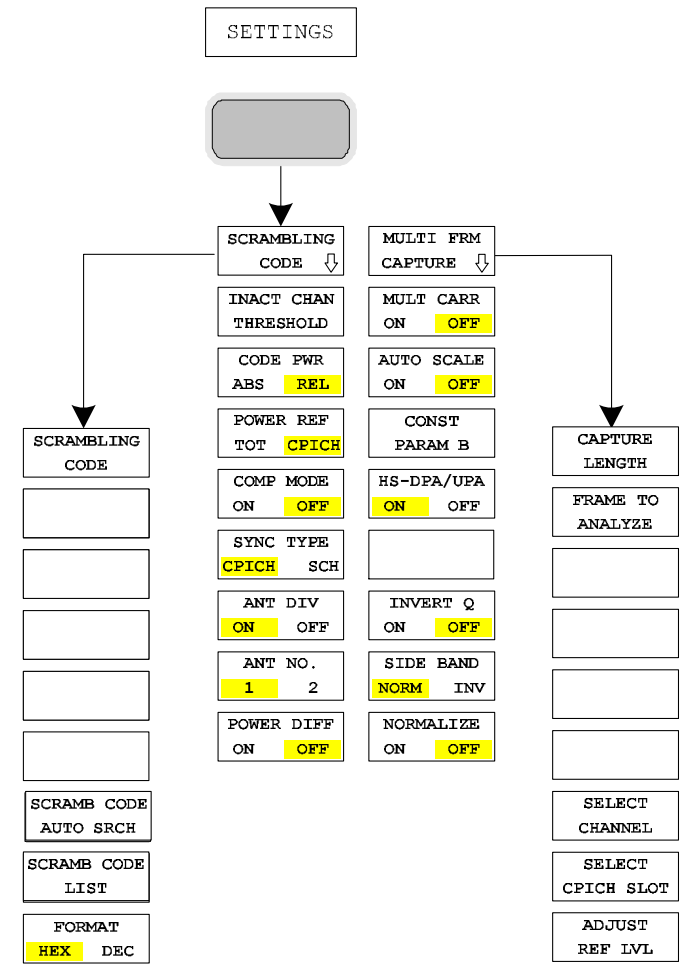 SETTINGS
SCRAMBLING
CODE
INACT CHAN
THRESHOLD
CODE PWR
ABS REL
POWER REF
TOT CPICH
COMP MODE
ON OFF
SYNC TYPE
CPICH SCH
ANT DIV
ON OFF
ANT NO.
1 2
POWER DIFF
ON OFF
MULTI FRM
CAPTURE
MULT CARR
ON OFF
AUTO SCALE
ON OFF
CONST
PARAM B
HS-DPA/UPA
ON OFF
INVERT Q
ON OFF
SIDE BAND
NORM INV
NORMALIZE
ON OFF
SCRAMBLING
CODE
SCRAMB CODE
AUTO SRCH
SCRAMB CODE
LIST
FORMAT
HEX DEC
CAPTURE
LENGTH
FRAME TO
ANALYZE
SELECT
CHANNEL
SELECT
CPICH SLOT
ADJUST
REF LVL